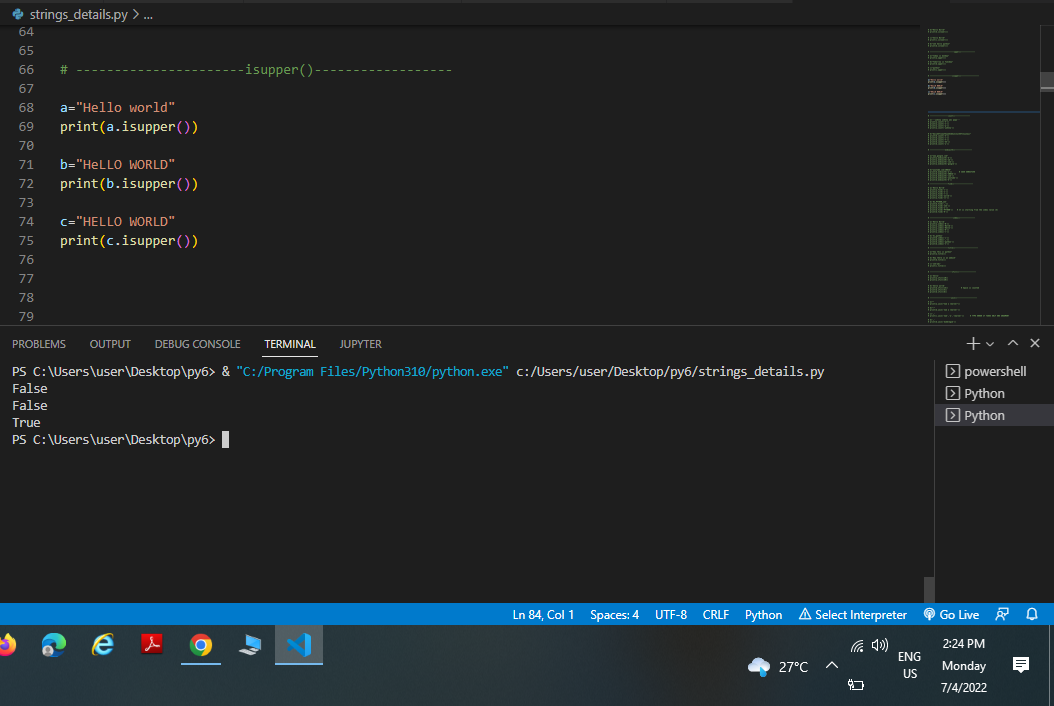 strings_details.py > ...
64
65
66 # ----------------------isupper()------------------
67
68 a="Hello world"
69 print(a.isupper())
70
71 b="HeLLO WORLD"
72 print(b.isupper())
73
74 c="HELLO WORLD"
75 print(c.isupper())
76
77
78
79
PROBLEMS OUTPUT DEBUG CONSOLE TERMINAL JUPYTER
PS C:\Users\user\Desktop\py6> & "C:/Program Files/Python310/python.exe" c:/Users/user/Desktop/py6/strings_details.py
False
False
True
PS C:\Users\user\Desktop\py6>
powershell
Python
Python
Ln 84, Col 1 Spaces: 4 UTF-8 CRLF Python Select Interpreter Go Live
27°C
ENG
US
2:24 PM
Monday
7/4/2022